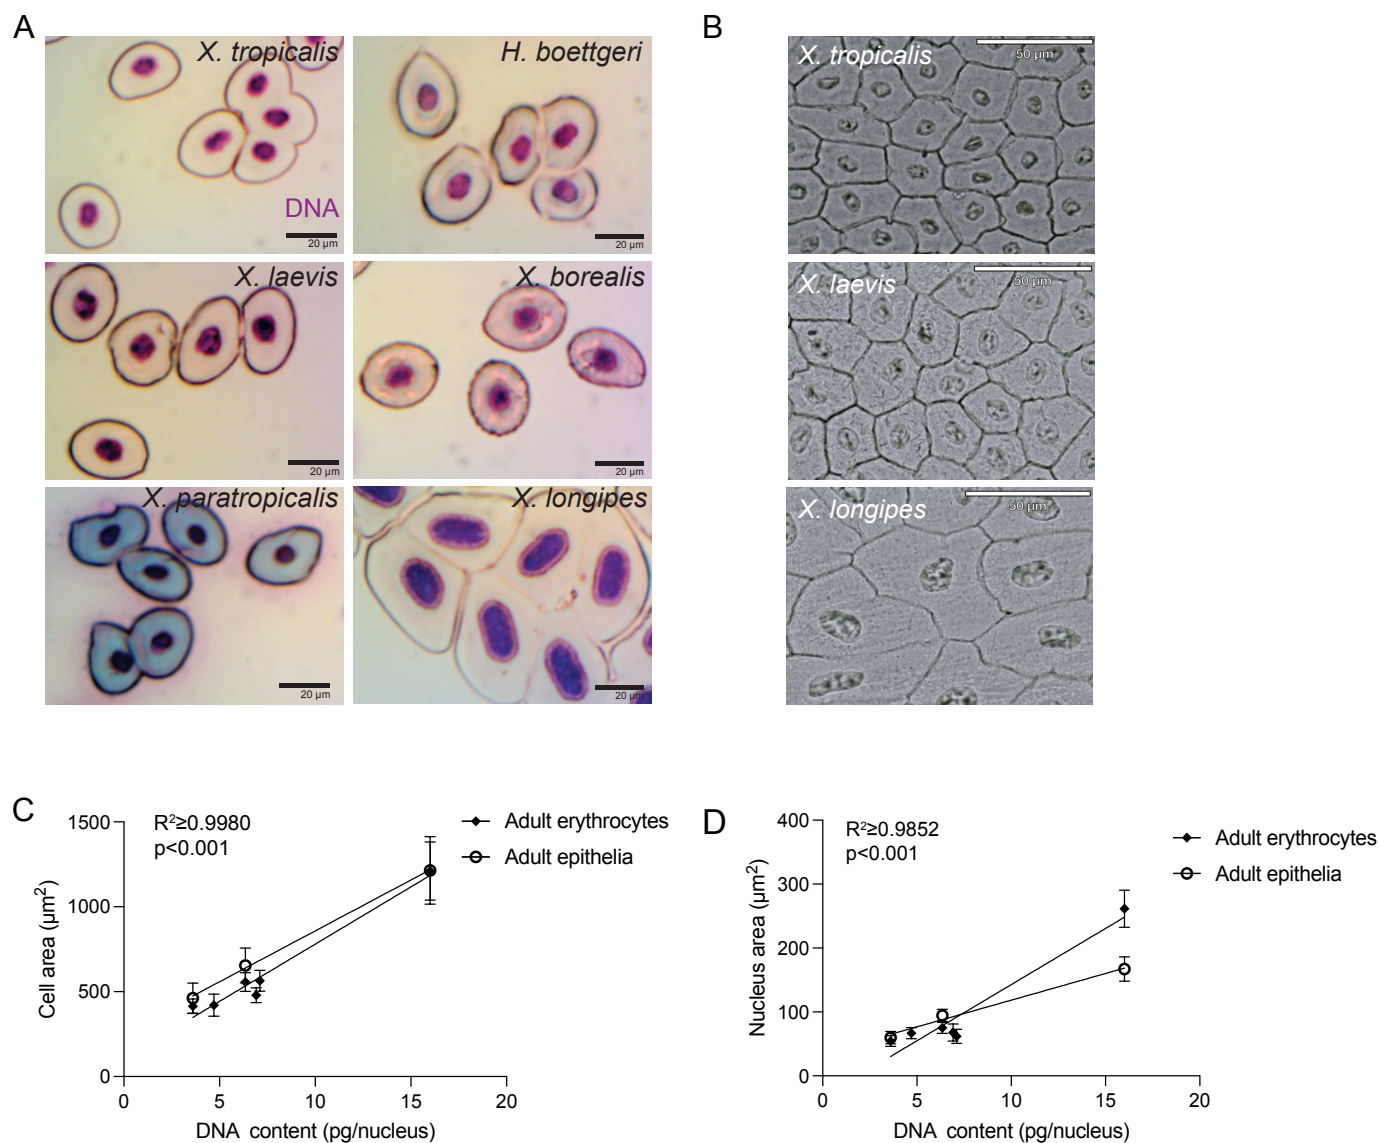 A
B
X. tropicalis
H. boettgeri
X. tropicalis
50 µm
DNA
20 µm
20 µm
X. laevis
X. borealis
X. laevis
50 µm
20 µm
20 µm
X. paratropicalis
X. longipes
X. longipes
50 µm
20 µm
20 µm
C
D
R²≥0.9980
p<0.001
Adult erythrocytes
Adult epithelia
Cell area (µm²)
1500
1000
500
0
0 5 10 15 20
DNA content (pg/nucleus)
R²≥0.9852
p<0.001
Adult erythrocytes
Adult epithelia
Nucleus area (µm²)
400
300
200
100
0
0 5 10 15 20
DNA content (pg/nucleus)